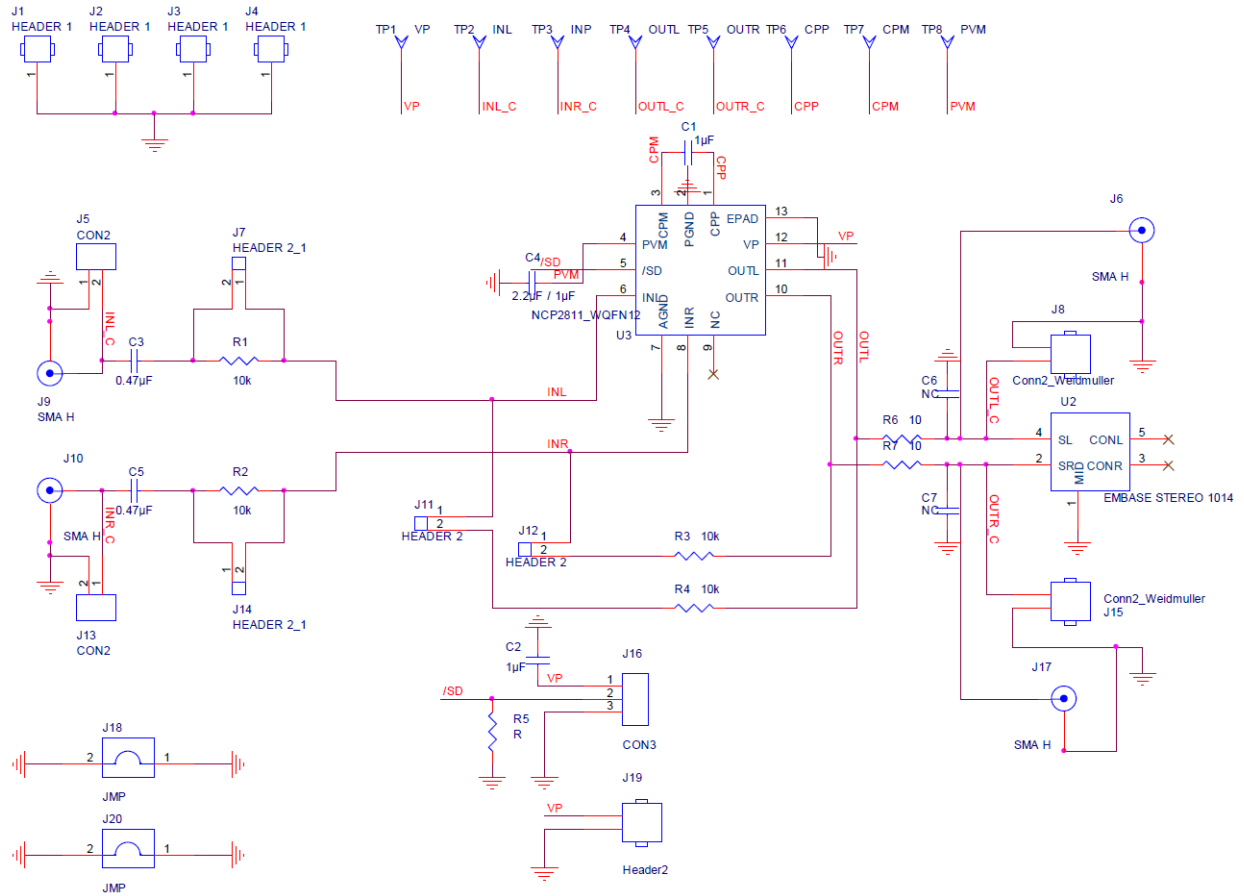 J1
HEADER 1
J2
HEADER 1
J3
HEADER 1
J4
HEADER 1
1
1
1
1
TP1 VP
TP2 INL
TP3 INP
TP4 OUTL
TP5 OUTR
TP6 CPP
TP7 CPM
TP8 PVM
VP
INL_C
INR_C
OUTL_C
OUTR_C
CPP
CPM
PVM
C1
1µF
CPM
CPP
3
2
1
CPM
PGND
CPP
EPAD
13
VP
12
VP
OUTL
11
OUTR
10
4
PVM
5
/SD
6
INL
AGND
INR
NC
7
8
9
C4
/SD
PVM
2.2µF / 1µF
NCP2811_WQFN12
U3
J5
CON2
2
1
J7
HEADER 2_1
2
1
INL_C
C3
0.47µF
R1
10k
J9
SMA H
INL
INR
J10
SMA H
C5
0.47µF
R2
10k
INR_C
2
1
J13
CON2
1
2
J14
HEADER 2_1
J11
1
2
HEADER 2
J12
1
2
HEADER 2
R3 10k
R4 10k
OUTR
OUTL
R6 10
R7 10
C6
NC
C7
NC
OUTL_C
OUTR_C
J6
SMA H
J8
Conn2_Weidmuller
U2
4
SL
CONL
5
2
SR
CONR
3
MID
1
EMBASE STEREO 1014
Conn2_Weidmuller
J15
J17
SMA H
C2
1µF
VP
J16
1
2
3
/SD
R5
R
CON3
J19
VP
Header2
J18
2
1
JMP
J20
2
1
JMP